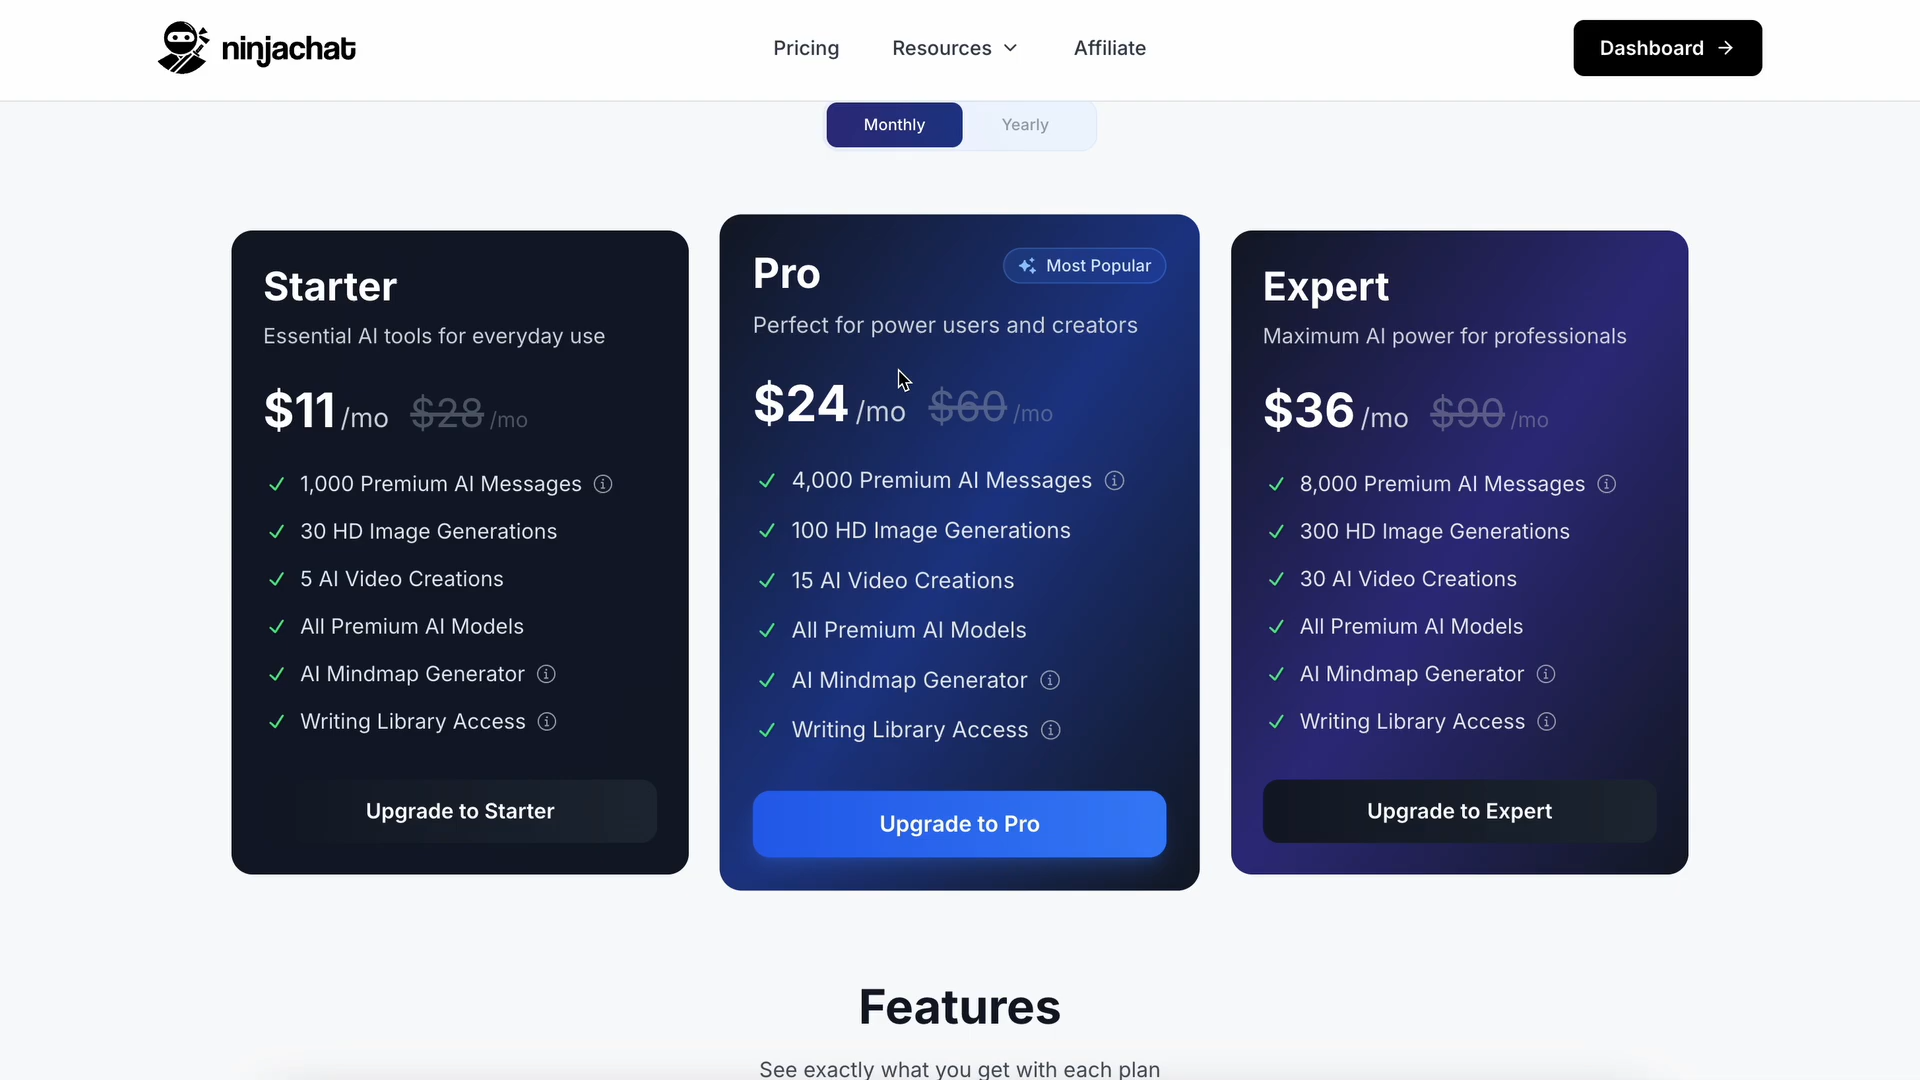 ninjachat
Pricing
Resources
Affiliate
Dashboard
Monthly
Yearly
Starter
Essential AI tools for everyday use
$11/mo $28/mo
1,000 Premium AI Messages
30 HD Image Generations
5 AI Video Creations
All Premium AI Models
AI Mindmap Generator
Writing Library Access
Upgrade to Starter
Pro
Most Popular
Perfect for power users and creators
$24/mo $60/mo
4,000 Premium AI Messages
100 HD Image Generations
15 AI Video Creations
All Premium AI Models
AI Mindmap Generator
Writing Library Access
Upgrade to Pro
Expert
Maximum AI power for professionals
$36/mo $90/mo
8,000 Premium AI Messages
300 HD Image Generations
30 AI Video Creations
All Premium AI Models
AI Mindmap Generator
Writing Library Access
Upgrade to Expert
Features
See exactly what you get with each plan